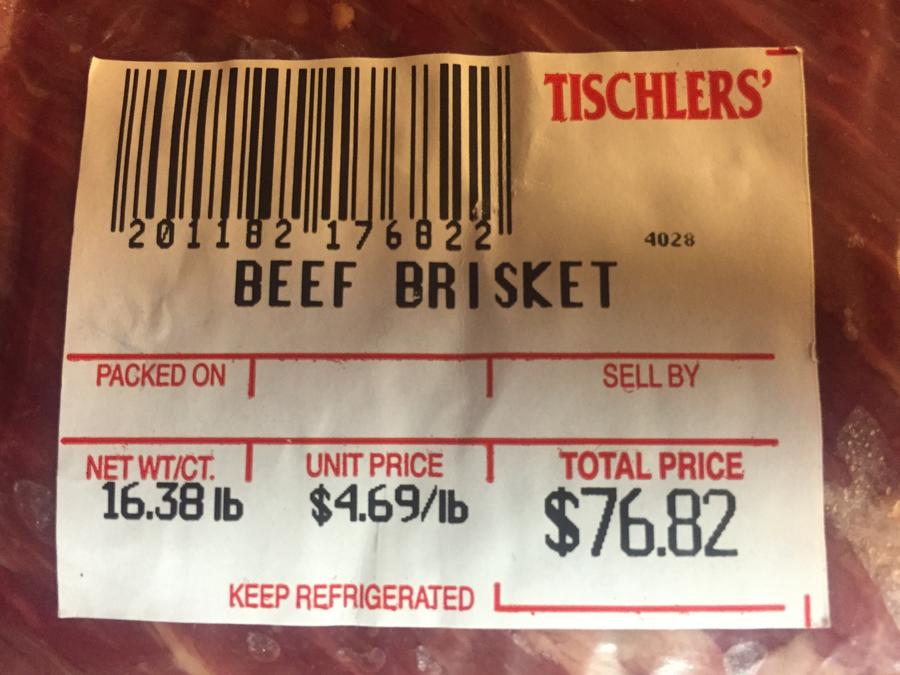 TISCHLERS'
201182 176822
4028
BEEF BRISKET
PACKED ON
SELL BY
NET WT/CT. UNIT PRICE TOTAL PRICE
16.38 lb $4.69/lb $76.82
KEEP REFRIGERATED